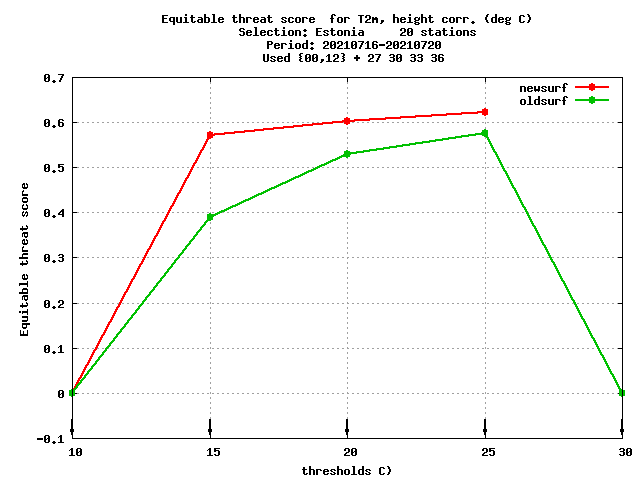 Equitable threat score  for T2m, height corr. (deg C)
Selection: Estonia     20 stations
Period: 20210716-20210720
Used {00,12} + 27 30 33 36
newsurf
oldsurf
Equitable threat score
0.7
0.6
0.5
0.4
0.3
0.2
0.1
0
-0.1
10 15 20 25 30
thresholds C)